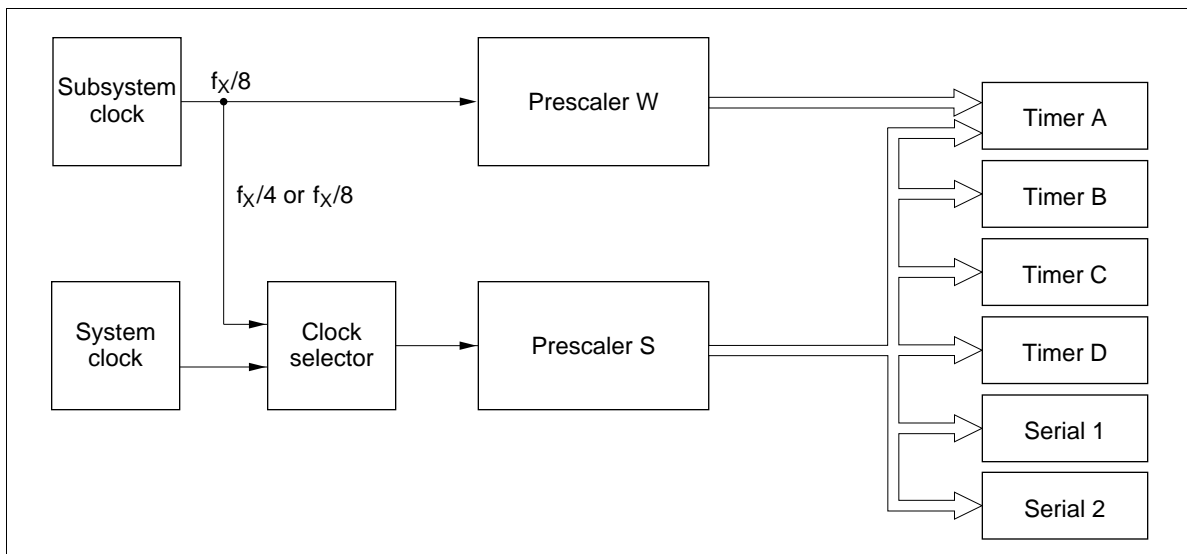 Subsystem
clock
fX/8
Prescaler W
Timer A
Timer B
fX/4 or fX/8
Timer C
System
clock
Clock
selector
Prescaler S
Timer D
Serial 1
Serial 2